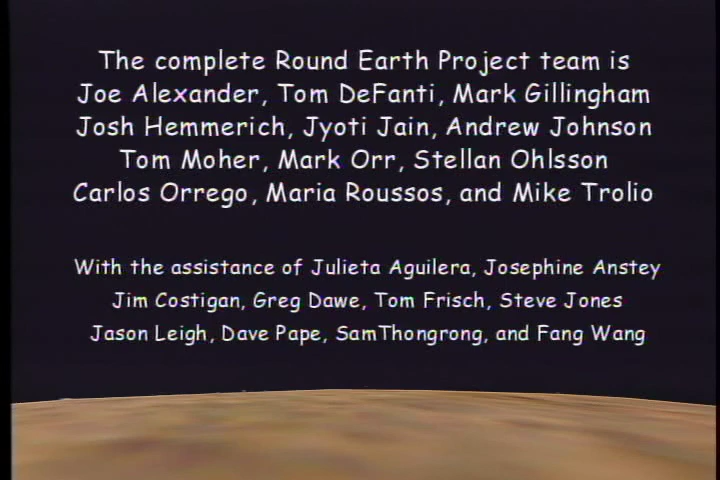 The complete Round Earth Project team is
Joe Alexander, Tom DeFanti, Mark Gillingham
Josh Hemmerich, Jyoti Jain, Andrew Johnson
Tom Moher, Mark Orr, Stellan Ohlsson
Carlos Orrego, Maria Roussos, and Mike Trolio
With the assistance of Julieta Aguilera, Josephine Anstey
Jim Costigan, Greg Dawe, Tom Frisch, Steve Jones
Jason Leigh, Dave Pape, SamThongrong, and Fang Wang